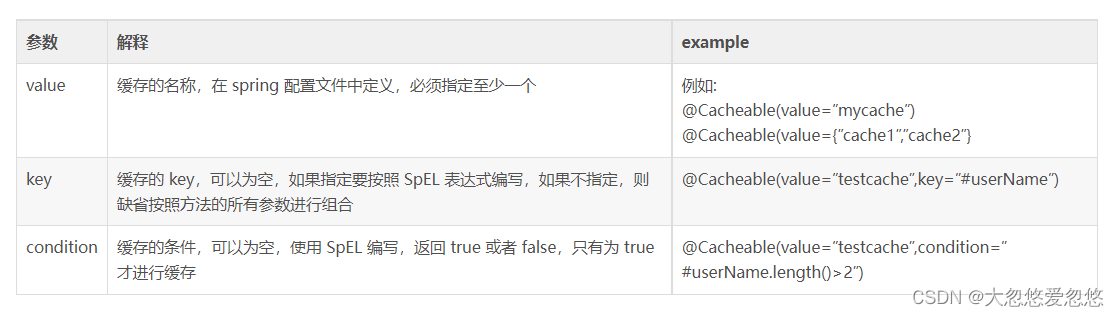 参数 解释 example
value 缓存的名称，在 spring 配置文件中定义，必须指定至少一个 例如:
@Cacheable(value=”mycache”)
@Cacheable(value={”cache1”,”cache2”}
key 缓存的 key，可以为空，如果指定要按照 SpEL 表达式编写，如果不指定，则 @Cacheable(value=”testcache”,key=”#userName”)
缺省按照方法的所有参数进行组合
condition 缓存的条件，可以为空，使用 SpEL 编写，返回 true 或者 false，只有为 true @Cacheable(value=”testcache”,condition=”
才进行缓存 #userName.length()>2”)
CSDN @大忽悠爱忽悠